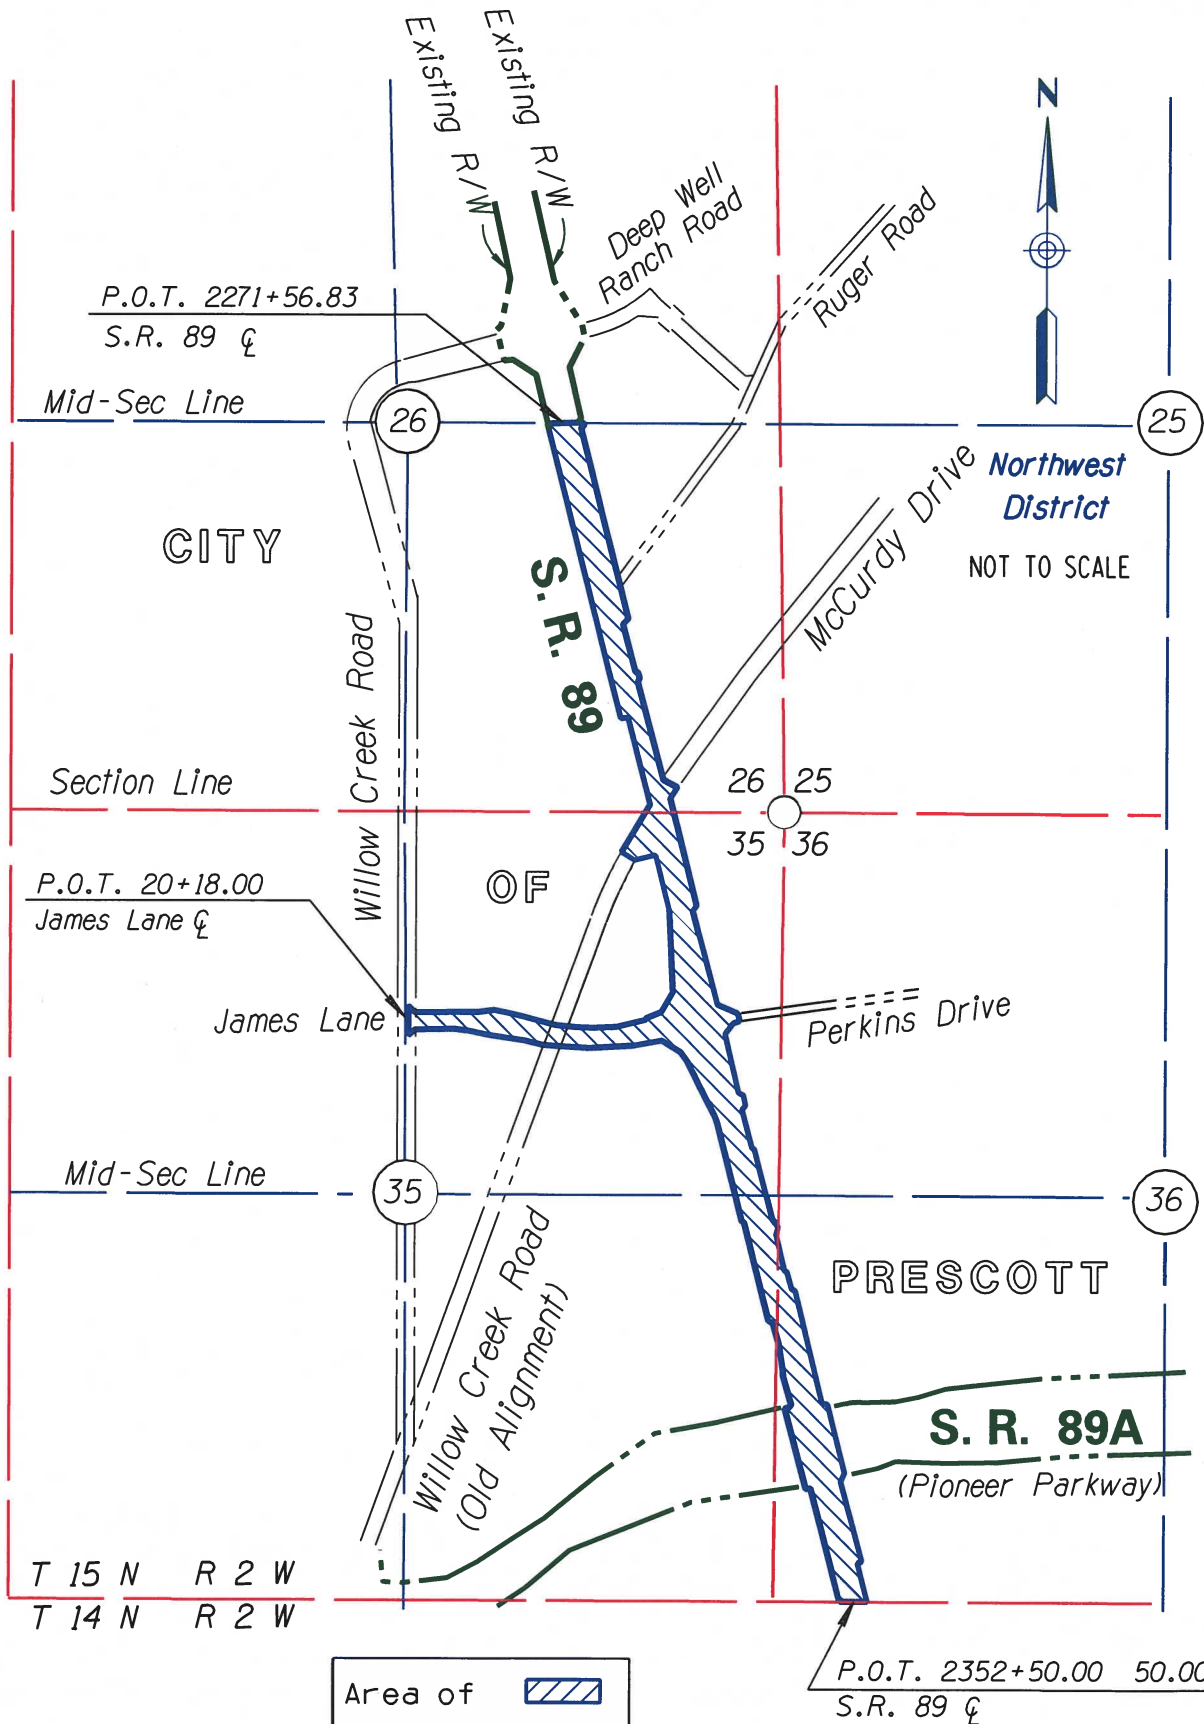 Existing R/W
Existing R/W
N
Deep Well
Ranch Road
Ruger Road
P.O.T. 2271+56.83
S.R. 89 ℄
Mid-Sec Line
26
25
Northwest
District
NOT TO SCALE
McCurdy Drive
CITY
S. R. 89
Willow Creek Road
Section Line
26 25
35 36
P.O.T. 20+18.00
James Lane ℄
OF
James Lane
Perkins Drive
Mid-Sec Line
35
36
Willow Creek Road
(Old Alignment)
PRESCOTT
S. R. 89A
(Pioneer Parkway)
T 15 N R 2 W
T 14 N R 2 W
P.O.T. 2352+50.00 50.00
S.R. 89 ℄
Area of